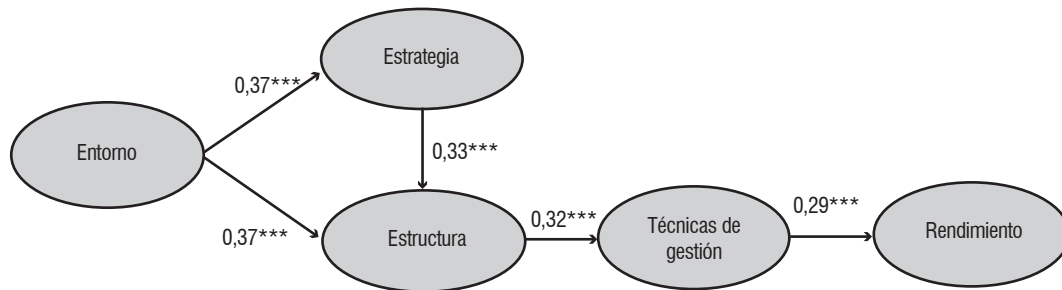 Estrategia
0,37***
Entorno
0,33***
0,37***
Estructura
0,32***
Técnicas de
gestión
0,29***
Rendimiento